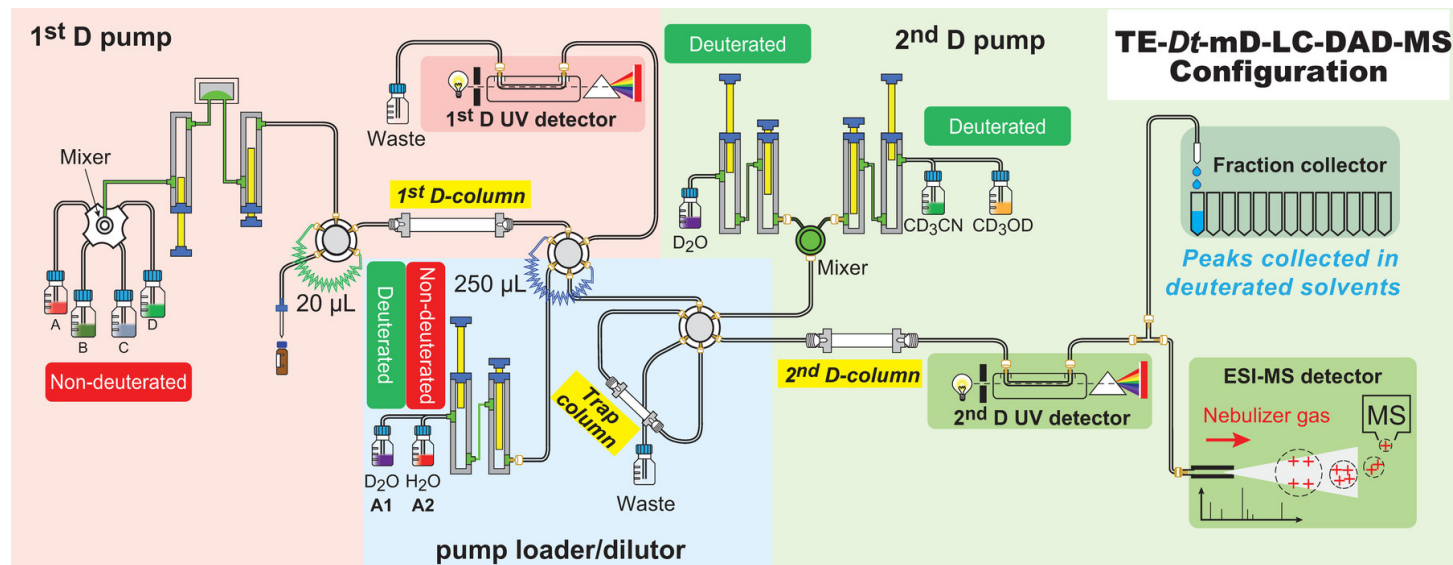 1st D pump
2nd D pump
TE-Dt-mD-LC-DAD-MS
Configuration
Deuterated
Waste
1st D UV detector
Deuterated
Mixer
1st D-column
D2O
CD3CN
CD3OD
Mixer
Fraction collector
Peaks collected in
deuterated solvents
A
B
C
D
Non-deuterated
20 µL
250 µL
Deuterated
Non-deuterated
D2O
H2O
A1
A2
Trap
column
Waste
pump loader/dilutor
2nd D-column
2nd D UV detector
ESI-MS detector
Nebulizer gas
MS